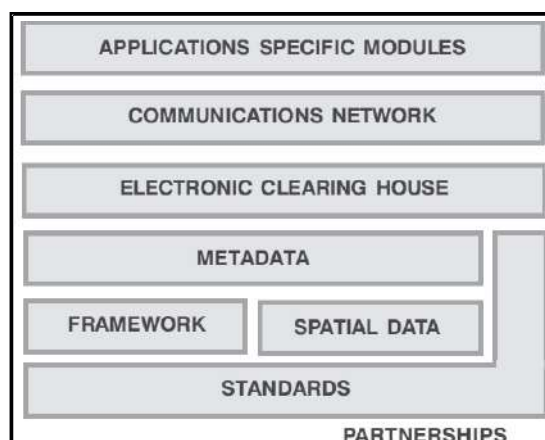 APPLICATIONS SPECIFIC MODULES
COMMUNICATIONS NETWORK
ELECTRONIC CLEARING HOUSE
METADATA
FRAMEWORK SPATIAL DATA
STANDARDS
PARTNERSHIPS